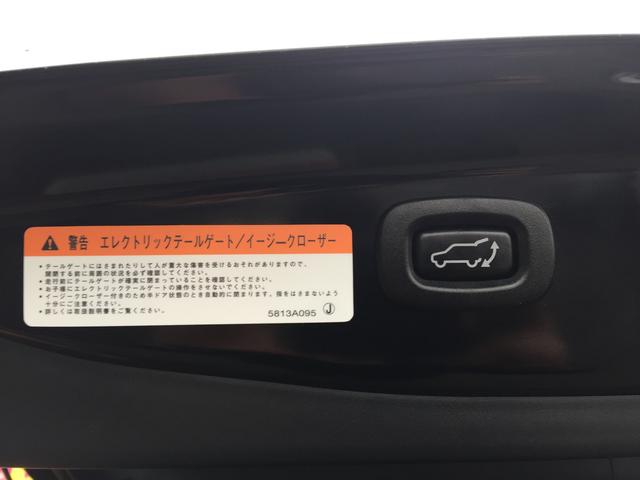 警告 エレクトリックテールゲート/イージークローザー
・テールゲートにはさまれたりして人が重大な傷害を受けるおそれがありますので、
開閉する前に周囲の状況を必ず確認してください。
・走行前にテールゲートが確実に閉まっていることを確認してください。
・お子様にエレクトリックテールゲートの操作をさせないでください。
・イージークローザー付きのため半ドア状態のとき自動的に閉まります。指をはさまないよう
十分にご注意ください。
・詳しくは取扱説明書をご覧ください。
5813A095 Ⓙ